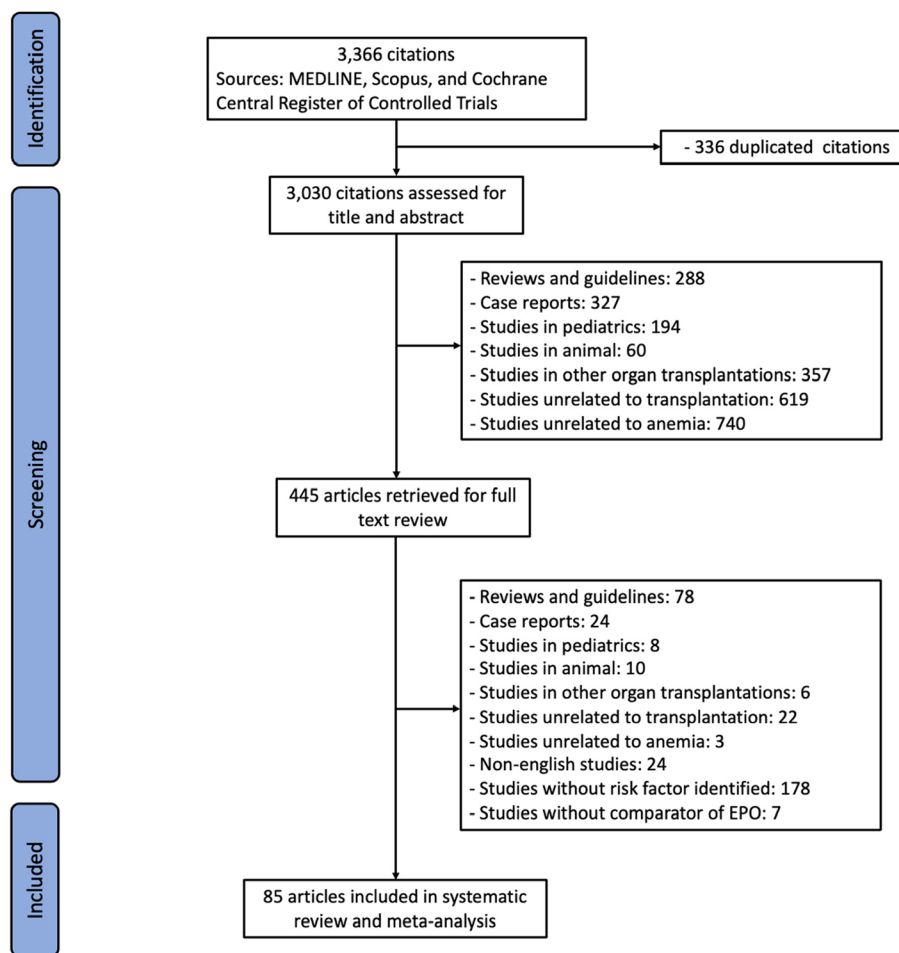 Identification
3,366 citations
Sources: MEDLINE, Scopus, and Cochrane
Central Register of Controlled Trials
- 336 duplicated citations
Screening
3,030 citations assessed for
title and abstract
- Reviews and guidelines: 288
- Case reports: 327
- Studies in pediatrics: 194
- Studies in animal: 60
- Studies in other organ transplantations: 357
- Studies unrelated to transplantation: 619
- Studies unrelated to anemia: 740
445 articles retrieved for full
text review
- Reviews and guidelines: 78
- Case reports: 24
- Studies in pediatrics: 8
- Studies in animal: 10
- Studies in other organ transplantations: 6
- Studies unrelated to transplantation: 22
- Studies unrelated to anemia: 3
- Non-english studies: 24
- Studies without risk factor identified: 178
- Studies without comparator of EPO: 7
Included
85 articles included in systematic
review and meta-analysis